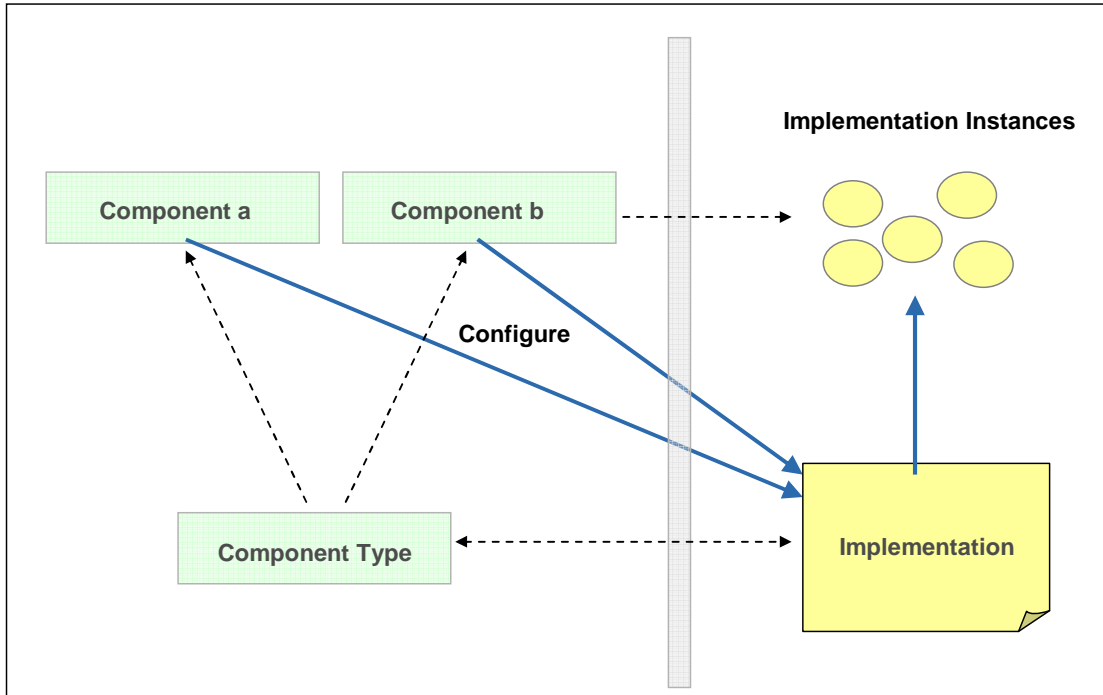 Implementation Instances
Component a
Component b
Configure
Component Type
Implementation